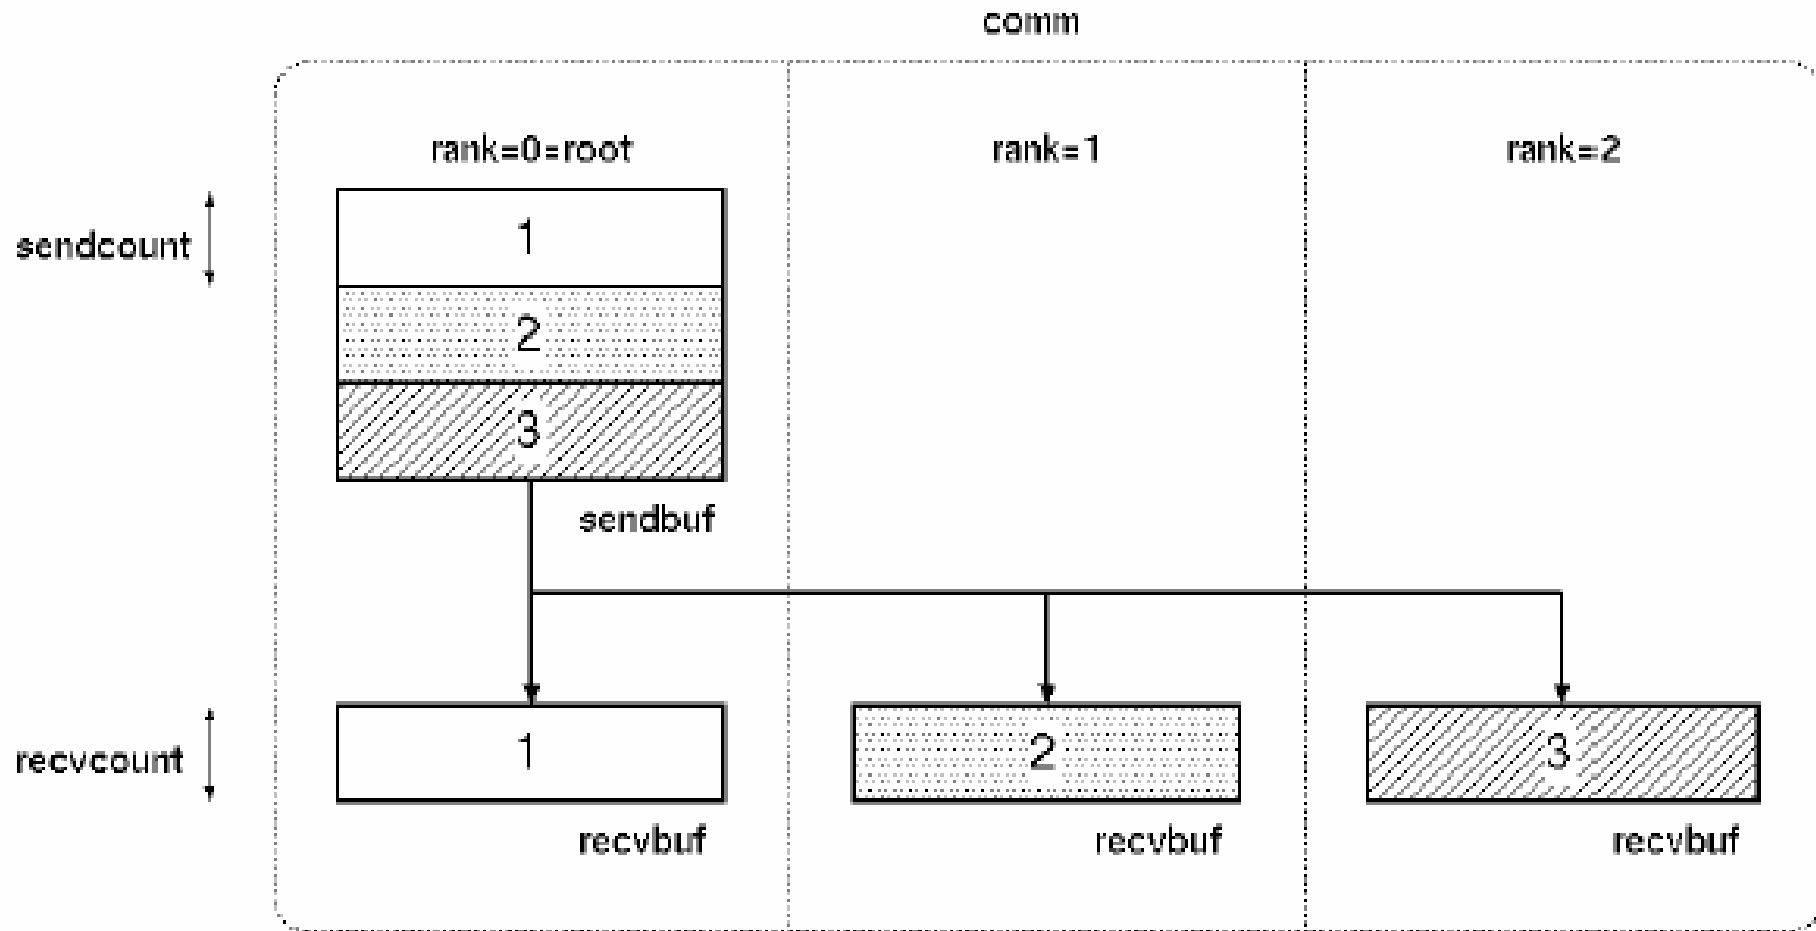 comm
rank=0=root
rank=1
rank=2
sendcount
1
2
3
sendbuf
recvcount
1
2
3
recvbuf
recvbuf
recvbuf